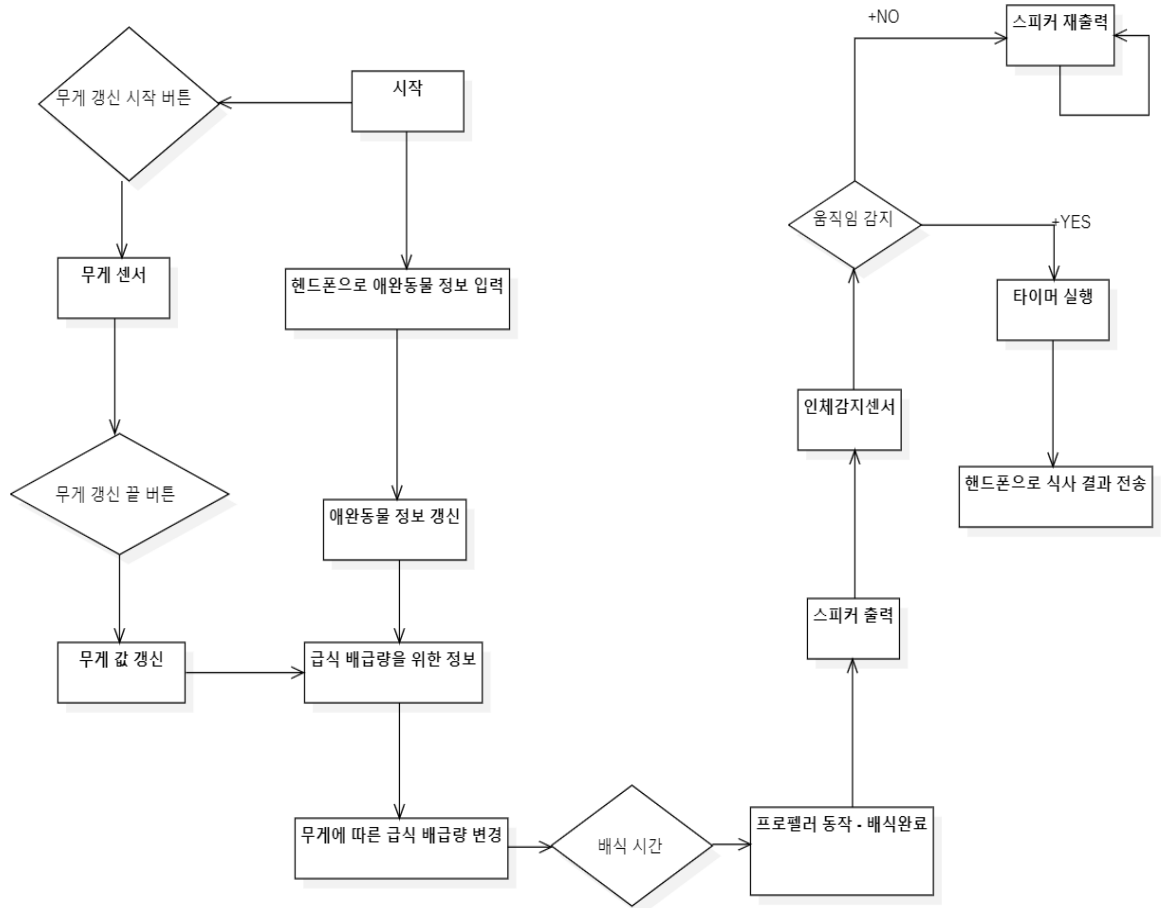 +NO
스피커 재출력
무게 갱신 시작 버튼
시작
움직임 감지
+YES
무게 센서
헨드폰으로 애완동물 정보 입력
타이머 실행
인체감지센서
무게 갱신 끝 버튼
핸드폰으로 식사 결과 전송
애완동물 정보 갱신
스피커 출력
무게 값 갱신
급식 배급량을 위한 정보
무게에 따른 급식 배급량 변경
배식 시간
프로펠러 동작 - 배식완료